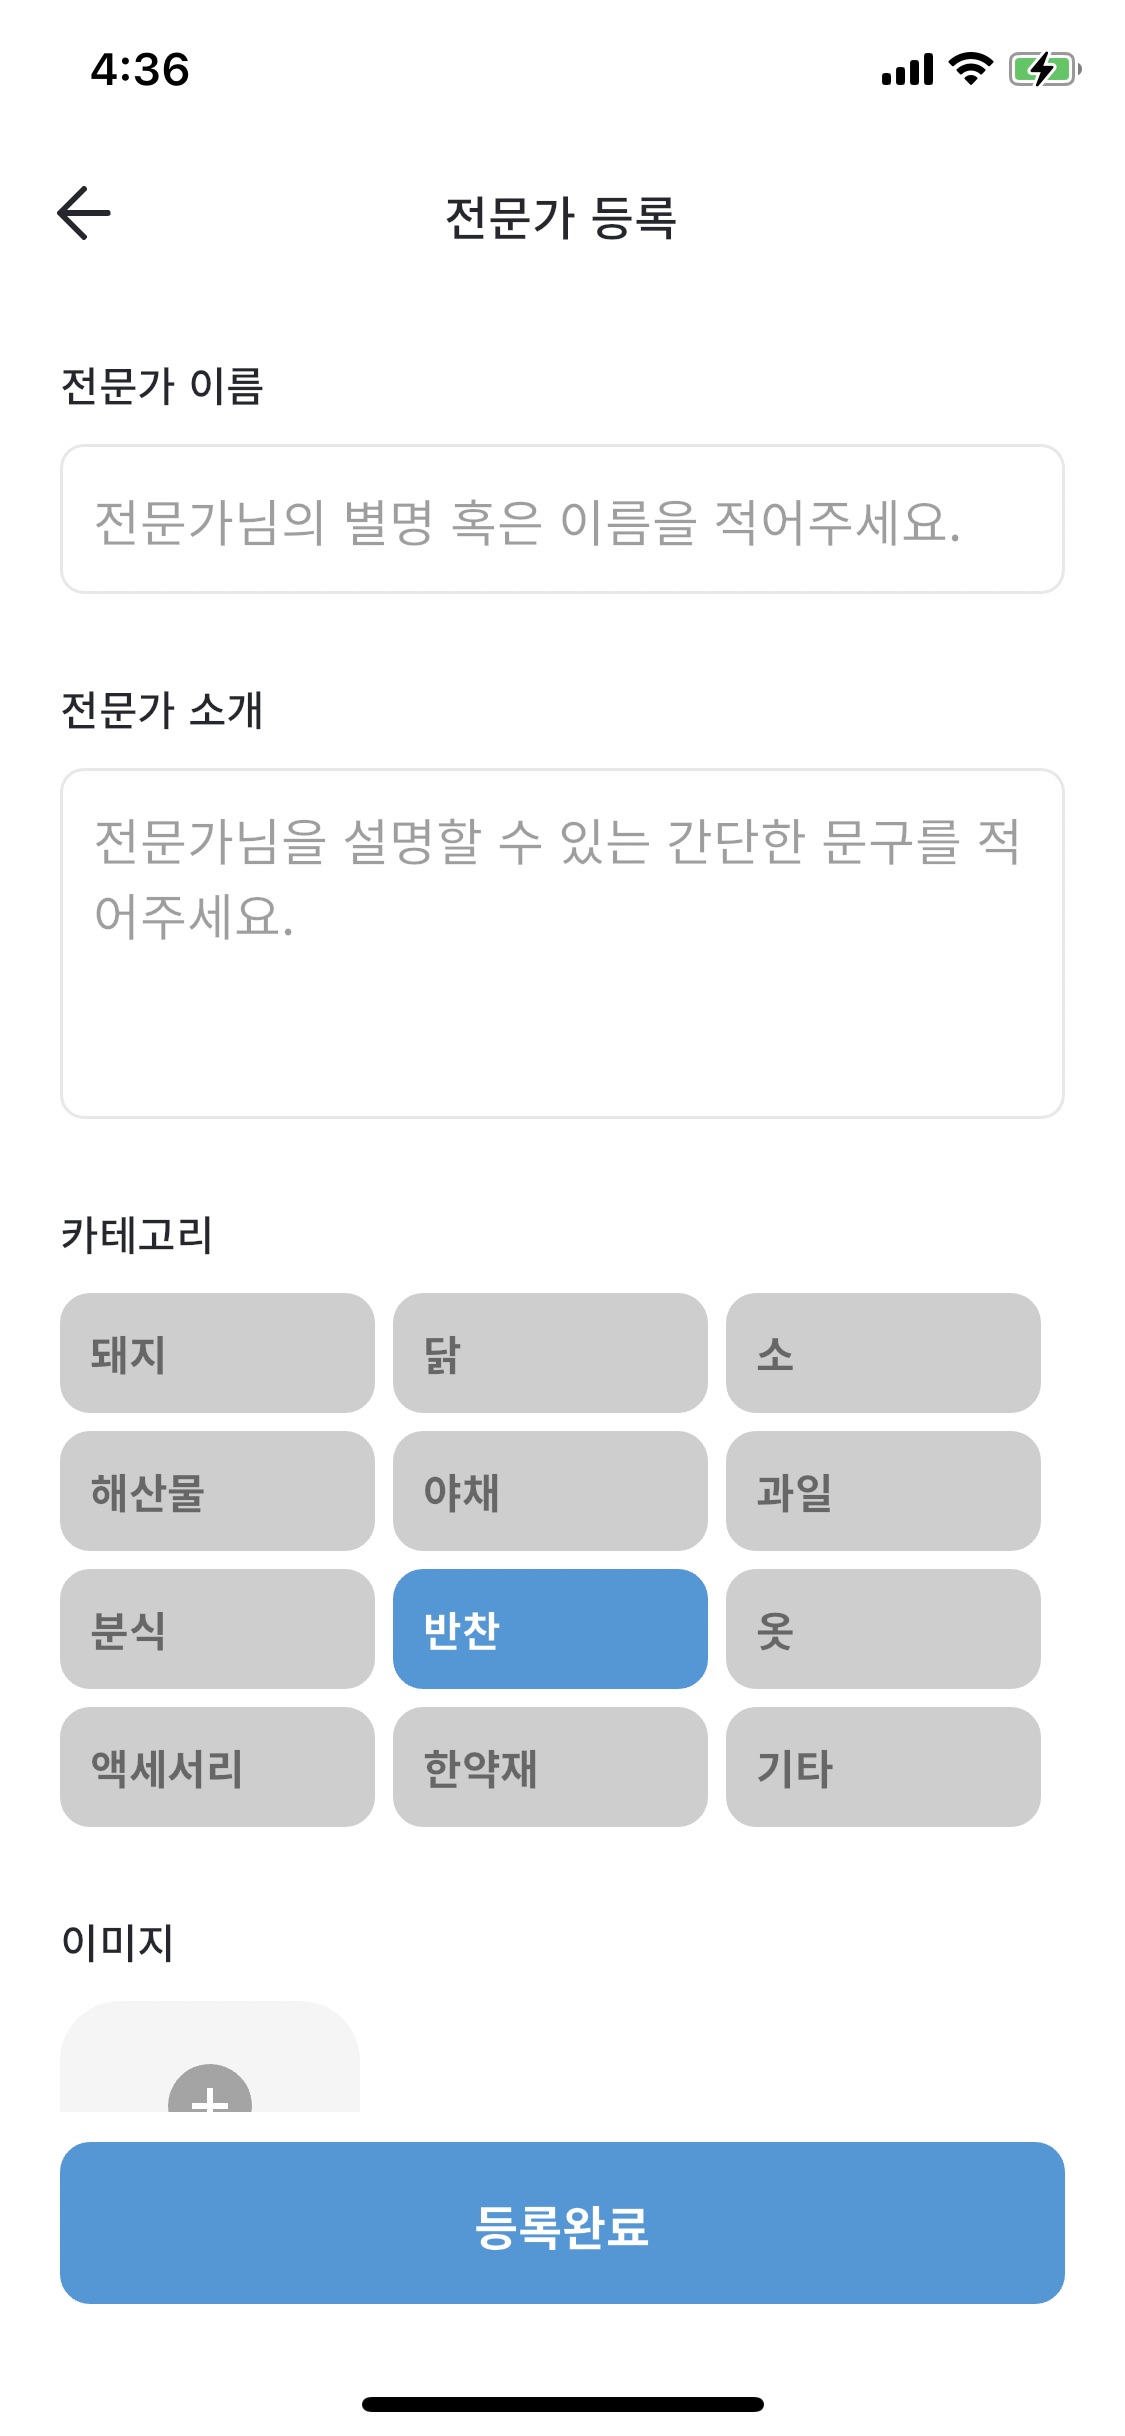 4:36
전문가 등록
전문가 이름
전문가님의 별명 혹은 이름을 적어주세요.
전문가 소개
전문가님을 설명할 수 있는 간단한 문구를 적
어주세요.
카테고리
돼지 닭 소
해산물 야채 과일
분식 반찬 옷
액세서리 한약재 기타
이미지
등록완료